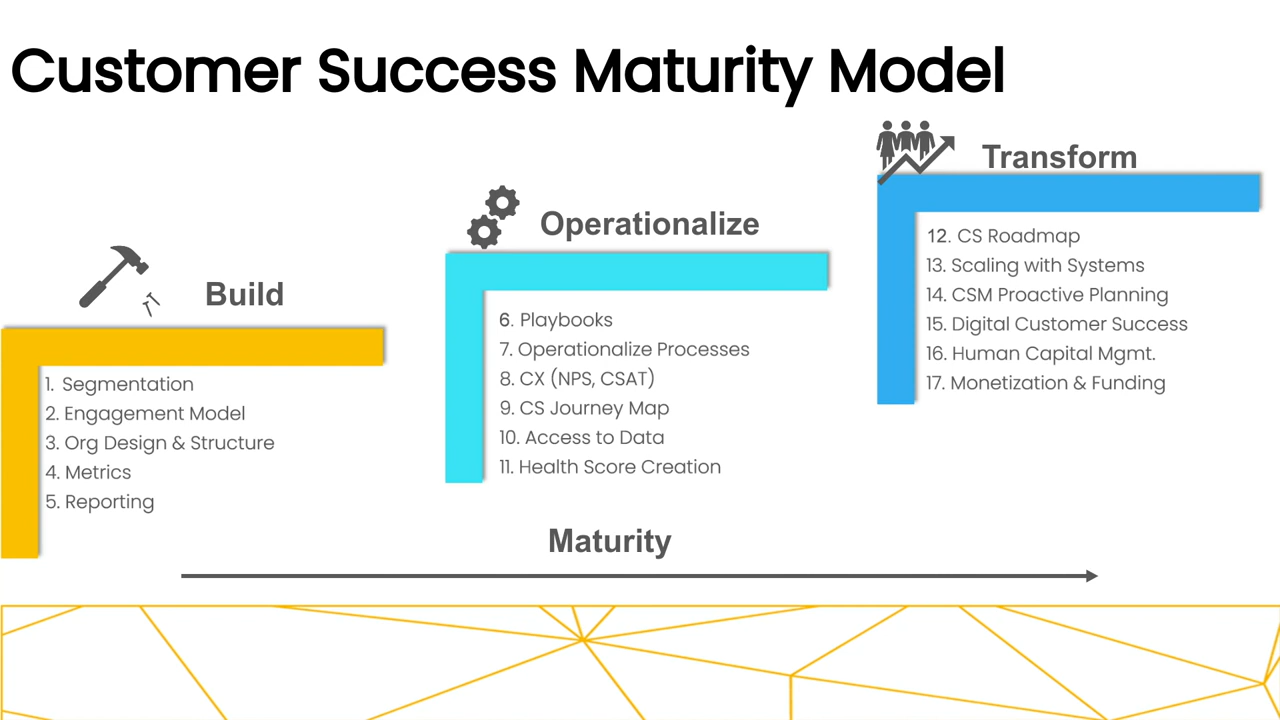 Customer Success Maturity Model
Build
1. Segmentation
2. Engagement Model
3. Org Design & Structure
4. Metrics
5. Reporting
Operationalize
6. Playbooks
7. Operationalize Processes
8. CX (NPS, CSAT)
9. CS Journey Map
10. Access to Data
11. Health Score Creation
Transform
12. CS Roadmap
13. Scaling with Systems
14. CSM Proactive Planning
15. Digital Customer Success
16. Human Capital Mgmt.
17. Monetization & Funding
Maturity